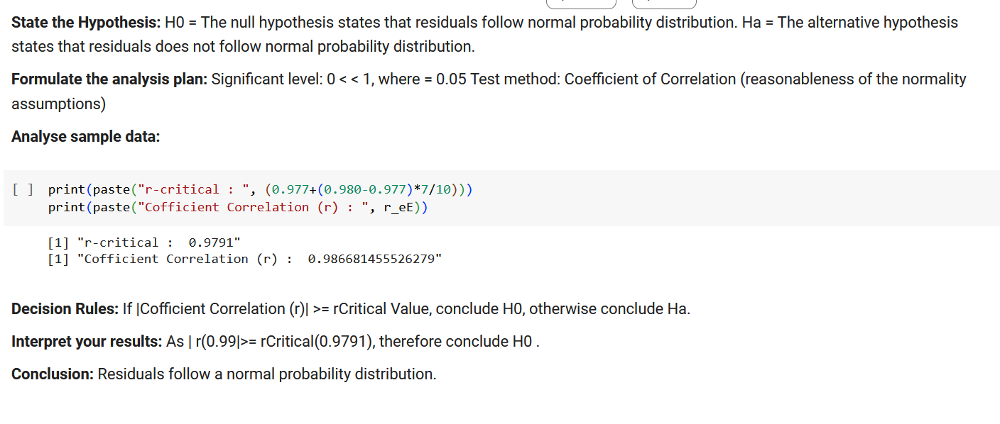 State the Hypothesis: H0 = The null hypothesis states that residuals follow normal probability distribution. Ha = The alternative hypothesis
states that residuals does not follow normal probability distribution.
Formulate the analysis plan: Significant level: 0 < < 1, where = 0.05 Test method: Coefficient of Correlation (reasonableness of the normality
assumptions)
Analyse sample data:
[ ] print(paste("r-critical : ", (0.977+(0.980-0.977)*7/10)))
print(paste("Cofficient Correlation (r) : ", r_eE))
[1] "r-critical :  0.9791"
[1] "Cofficient Correlation (r) :  0.986681455526279"
Decision Rules: If |Cofficient Correlation (r)| >= rCritical Value, conclude H0, otherwise conclude Ha.
Interpret your results: As | r(0.99|>= rCritical(0.9791), therefore conclude H0 .
Conclusion: Residuals follow a normal probability distribution.